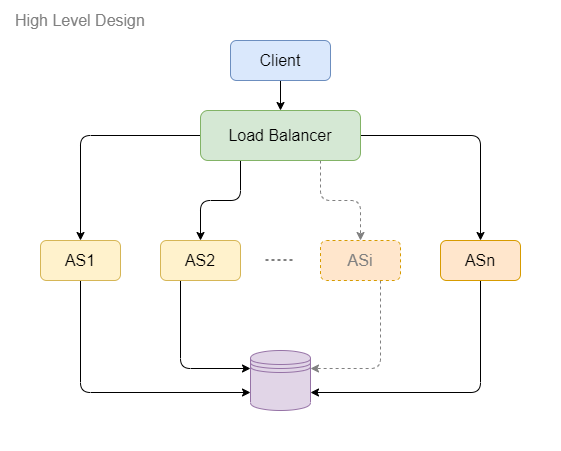 High Level Design
Client
Load Balancer
AS1
AS2
ASi
ASn